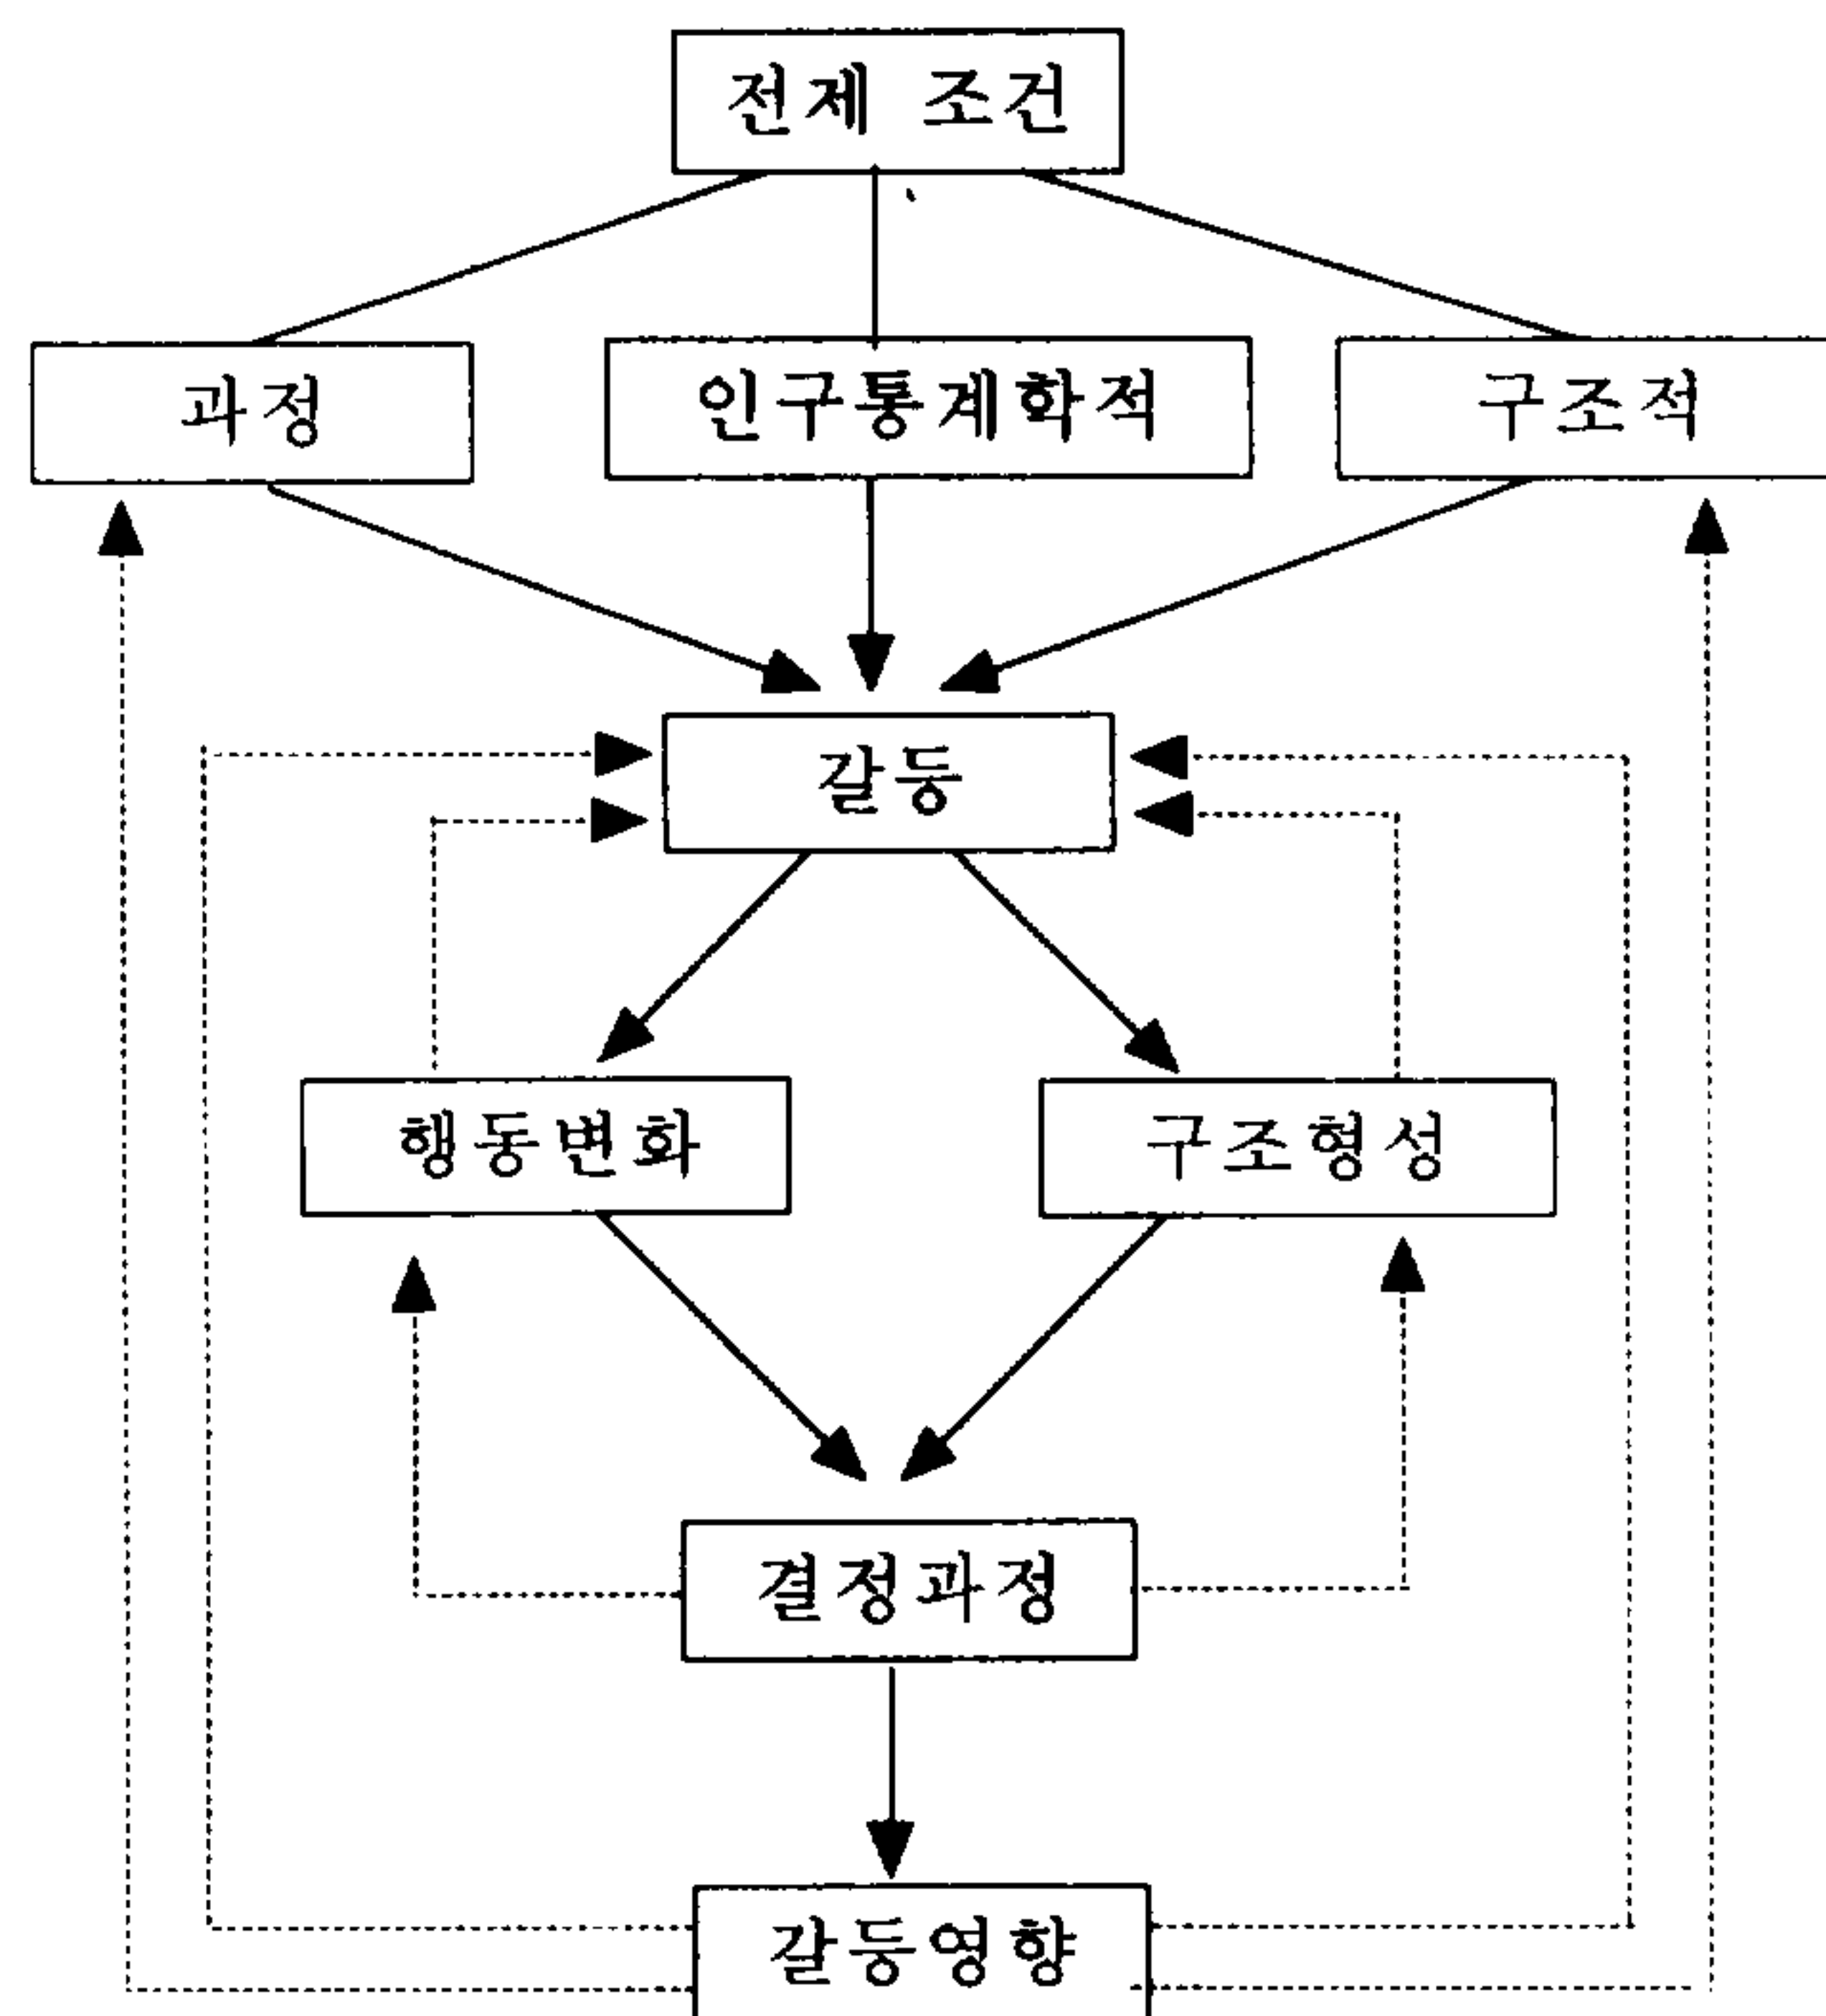 전제 조건
과정
인구통계학적
구조적
갈등
행동변화
구조형성
결정과정
갈등영향